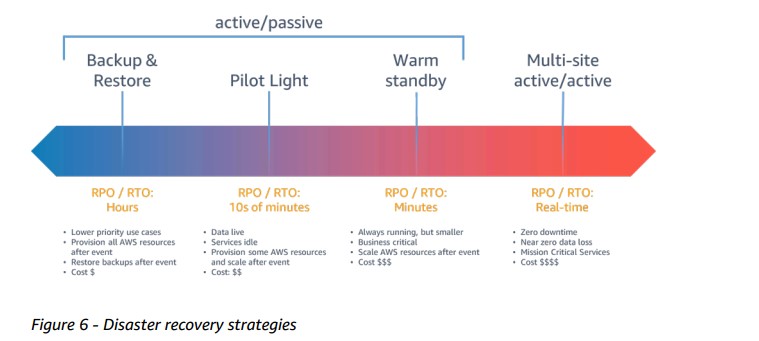 active/passive
Backup &
Restore
Pilot Light
Warm
standby
Multi-site
active/active
RPO / RTO:
Hours
RPO / RTO:
10s of minutes
RPO / RTO:
Minutes
RPO / RTO:
Real-time
• Lower priority use cases
• Provision all AWS resources
after event
• Restore backups after event
• Cost $
• Data live
• Services idle
• Provision some AWS resources
and scale after event
• Cost: $$
• Always running, but smaller
• Business critical
• Scale AWS resources after event
• Cost $$$
• Zero downtime
• Near zero data loss
• Mission Critical Services
• Cost $$$$
Figure 6 - Disaster recovery strategies